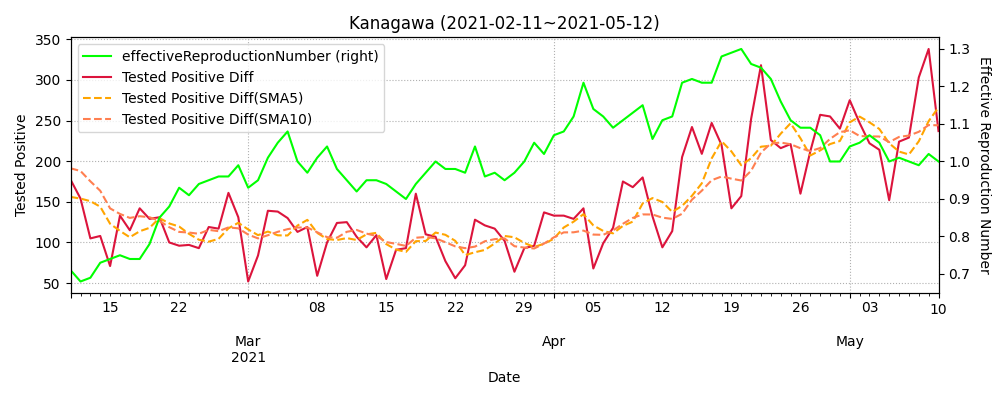 Kanagawa (2021-02-11~2021-05-12)
effectiveReproductionNumber (right)
Tested Positive Diff
Tested Positive Diff(SMA5)
Tested Positive Diff(SMA10)
Tested Positive
350
300
250
200
150
100
50
1.3
1.2
1.1
1.0
0.9
0.8
0.7
Effective Reproduction Number
15 22 08 15 22 29 05 12 19 26 03 10
Mar Apr May
2021
Date